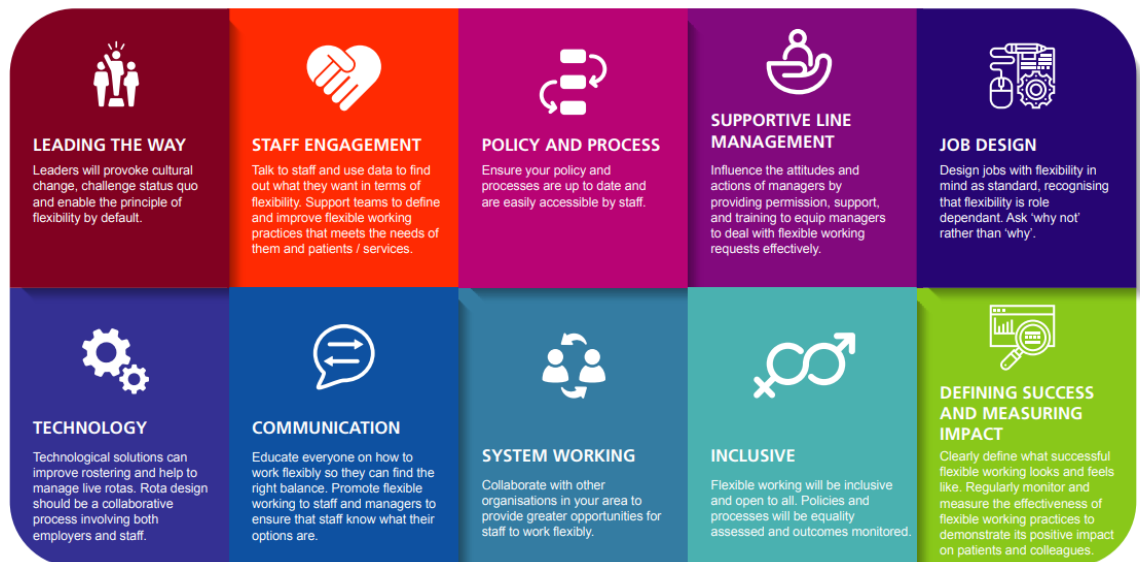 LEADING THE WAY
Leaders will provoke cultural
change, challenge status quo
and enable the principle of
flexibility by default.
STAFF ENGAGEMENT
Talk to staff and use data to find
out what they want in terms of
flexibility. Support teams to define
and improve flexible working
practices that meets the needs of
them and patients / services.
POLICY AND PROCESS
Ensure your policy and
processes are up to date and
are easily accessible by staff.
SUPPORTIVE LINE
MANAGEMENT
Influence the attitudes and
actions of managers by
providing permission, support,
and training to equip managers
to deal with flexible working
requests effectively.
JOB DESIGN
Design jobs with flexibility in
mind as standard, recognising
that flexibility is role
dependant. Ask ‘why not’
rather than ‘why’.
TECHNOLOGY
Technological solutions can
improve rostering and help to
manage live rotas. Rota design
should be a collaborative
process involving both
employers and staff.
COMMUNICATION
Educate everyone on how to
work flexibly so they can find the
right balance. Promote flexible
working to staff and managers to
ensure that staff know what their
options are.
SYSTEM WORKING
Collaborate with other
organisations in your area to
provide greater opportunities for
staff to work flexibly.
INCLUSIVE
Flexible working will be inclusive
and open to all. Policies and
processes will be equality
assessed and outcomes monitored.
DEFINING SUCCESS
AND MEASURING
IMPACT
Clearly define what successful
flexible working looks and feels
like. Regularly monitor and
measure the effectiveness of
flexible working practices to
demonstrate its positive impact
on patients and colleagues.